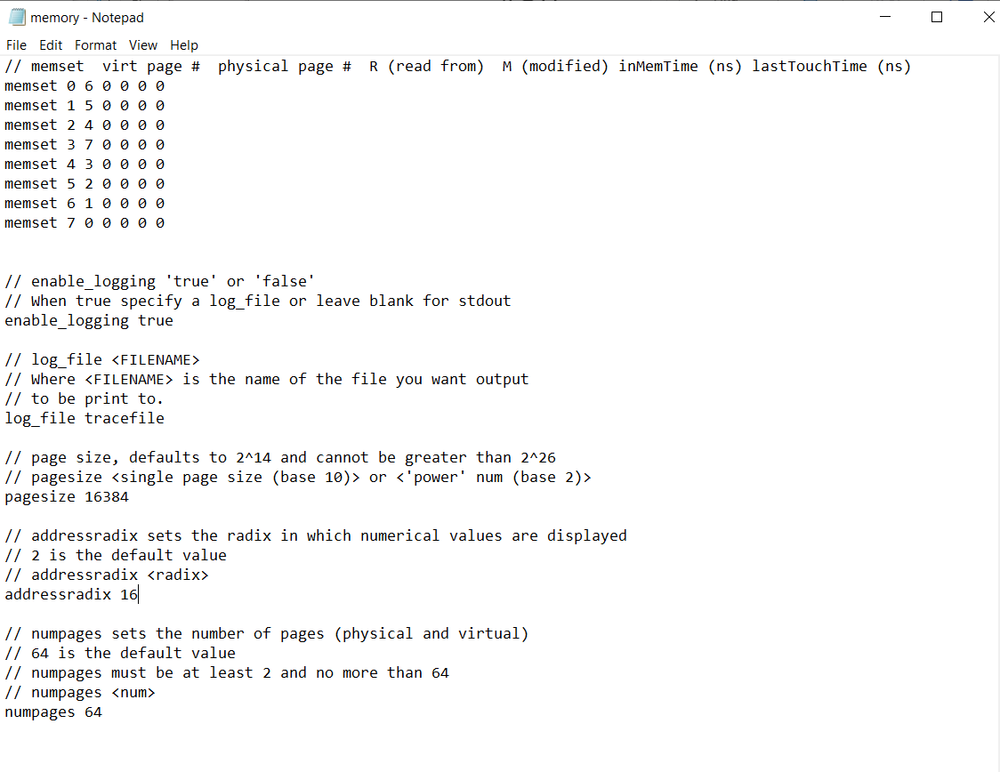 memory - Notepad
File Edit Format View Help
// memset  virt page #  physical page #  R (read from)  M (modified) inMemTime (ns) lastTouchTime (ns)
memset 0 6 0 0 0 0
memset 1 5 0 0 0 0
memset 2 4 0 0 0 0
memset 3 7 0 0 0 0
memset 4 3 0 0 0 0
memset 5 2 0 0 0 0
memset 6 1 0 0 0 0
memset 7 0 0 0 0 0
// enable_logging 'true' or 'false'
// When true specify a log_file or leave blank for stdout
enable_logging true
// log_file <FILENAME>
// Where <FILENAME> is the name of the file you want output
// to be print to.
log_file tracefile
// page size, defaults to 2^14 and cannot be greater than 2^26
// pagesize <single page size (base 10)> or <'power' num (base 2)>
pagesize 16384
// addressradix sets the radix in which numerical values are displayed
// 2 is the default value
// addressradix <radix>
addressradix 16
// numpages sets the number of pages (physical and virtual)
// 64 is the default value
// numpages must be at least 2 and no more than 64
// numpages <num>
numpages 64